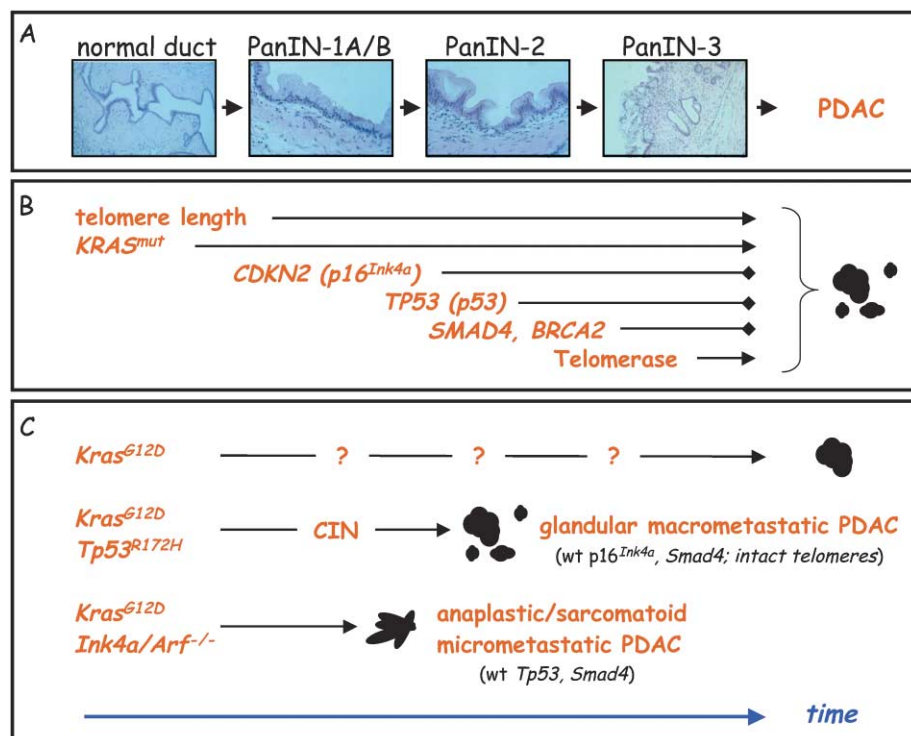 A
normal duct PanIN-1A/B PanIN-2 PanIN-3
PDAC
B
telomere length
KRASmut
CDKN2 (p16Ink4a)
TP53 (p53)
SMAD4, BRCA2
Telomerase
C
KrasG12D ? ? ?
KrasG12D
Tp53R172H
CIN
glandular macrometastatic PDAC
(wt p16Ink4a, Smad4; intact telomeres)
KrasG12D
Ink4a/Arf-/-
anaplastic/sarcomatoid
micrometastatic PDAC
(wt Tp53, Smad4)
time